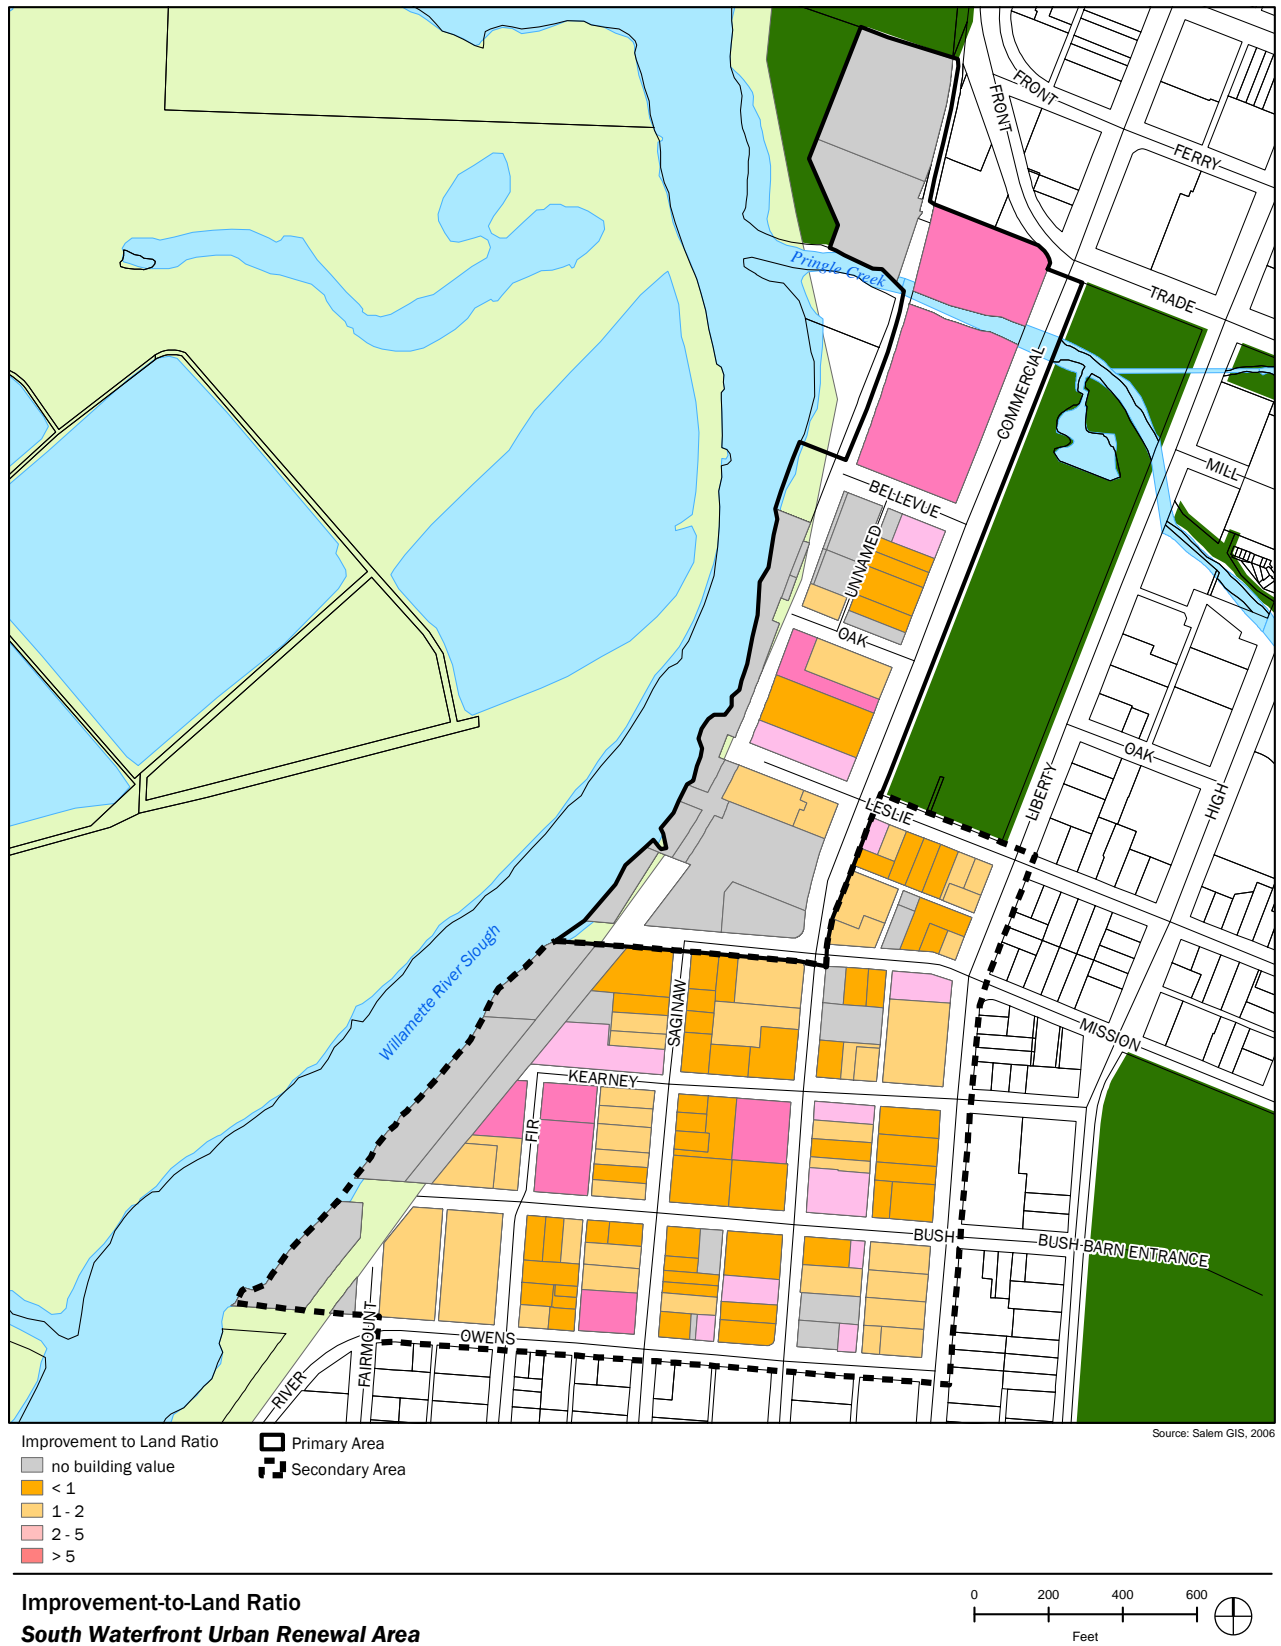 FRONT
FRONT
FERRY
Pringle Creek
TRADE
COMMERCIAL
MILL
BELLEVUE
UNNAMED
OAK
OAK
LIBERTY
HIGH
LESLIE
Willamette River Slough
SAGINAW
MISSION
KEARNEY
FIR
BUSH
BUSH BARN ENTRANCE
FAIRMOUNT
OWENS
RIVER
Source: Salem GIS, 2006
Improvement to Land Ratio
no building value
< 1
1 - 2
2 - 5
> 5
Primary Area
Secondary Area
Improvement-to-Land Ratio
South Waterfront Urban Renewal Area
0 200 400 600
Feet